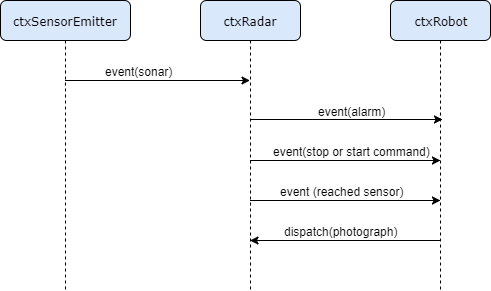 ctxSensorEmitter
ctxRadar
ctxRobot
event(sonar)
event(alarm)
event(stop or start command)
event (reached sensor)
dispatch(photograph)